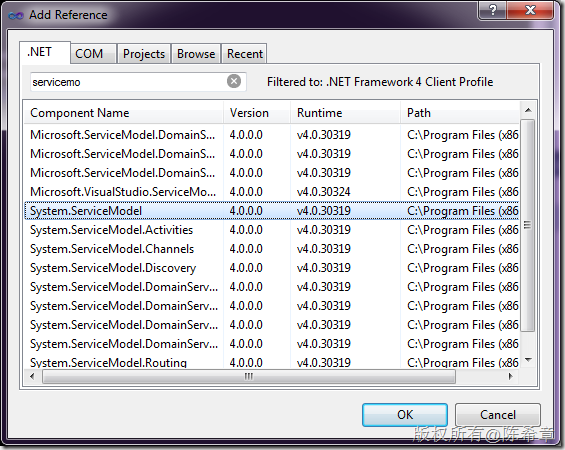 Add Reference
.NET COM Projects Browse Recent
servicemo Filtered to: .NET Framework 4 Client Profile
Component Name Version Runtime Path
Microsoft.ServiceModel.DomainS... 4.0.0.0 v4.0.30319 C:\Program Files (x86
Microsoft.ServiceModel.DomainS... 4.0.0.0 v4.0.30319 C:\Program Files (x86
Microsoft.ServiceModel.DomainS... 4.0.0.0 v4.0.30319 C:\Program Files (x86
Microsoft.VisualStudio.ServiceMo... 4.0.0.0 v4.0.30324 C:\Program Files (x86
System.ServiceModel 4.0.0.0 v4.0.30319 C:\Program Files (x86
System.ServiceModel.Activities 4.0.0.0 v4.0.30319 C:\Program Files (x86
System.ServiceModel.Channels 4.0.0.0 v4.0.30319 C:\Program Files (x86
System.ServiceModel.Discovery 4.0.0.0 v4.0.30319 C:\Program Files (x86
System.ServiceModel.DomainServ... 4.0.0.0 v4.0.30319 C:\Program Files (x86
System.ServiceModel.DomainServ... 4.0.0.0 v4.0.30319 C:\Program Files (x86
System.ServiceModel.DomainServ... 4.0.0.0 v4.0.30319 C:\Program Files (x86
System.ServiceModel.DomainServ... 4.0.0.0 v4.0.30319 C:\Program Files (x86
System.ServiceModel.Routing 4.0.0.0 v4.0.30319 C:\Program Files (x86
OK Cancel
版权所有@陈希章